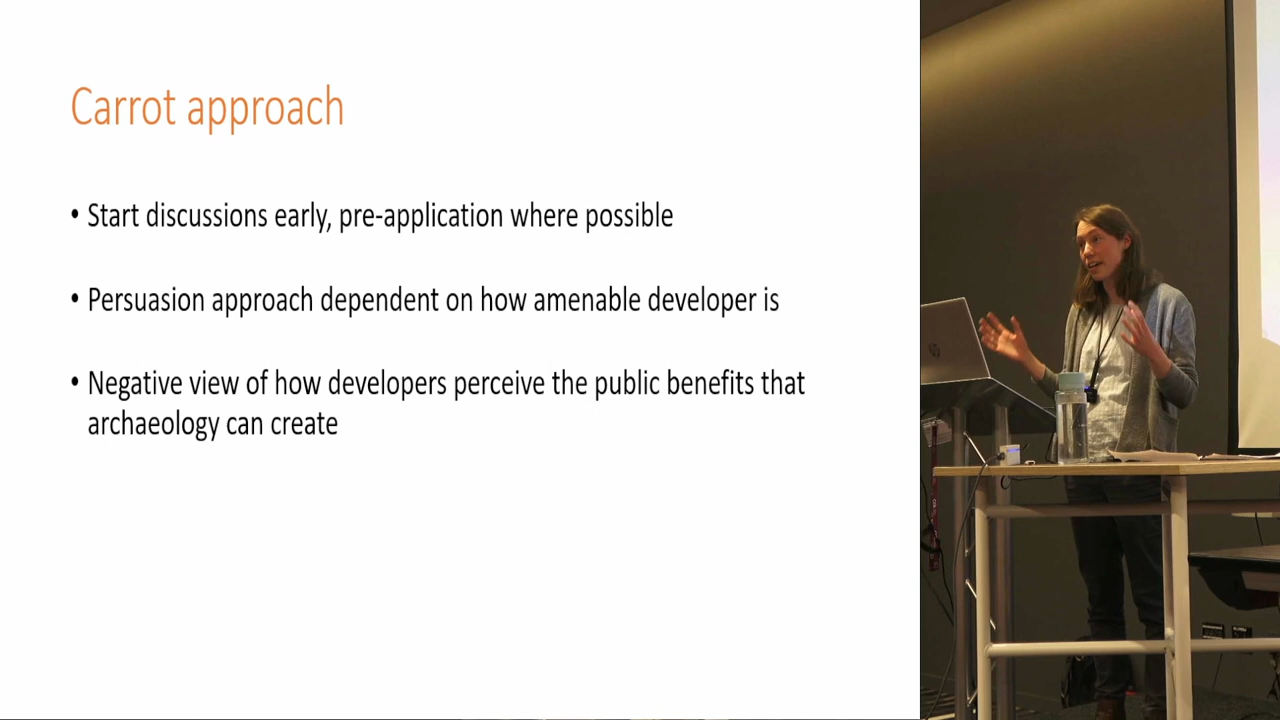 Carrot approach
• Start discussions early, pre-application where possible
• Persuasion approach dependent on how amenable developer is
• Negative view of how developers perceive the public benefits that
archaeology can create